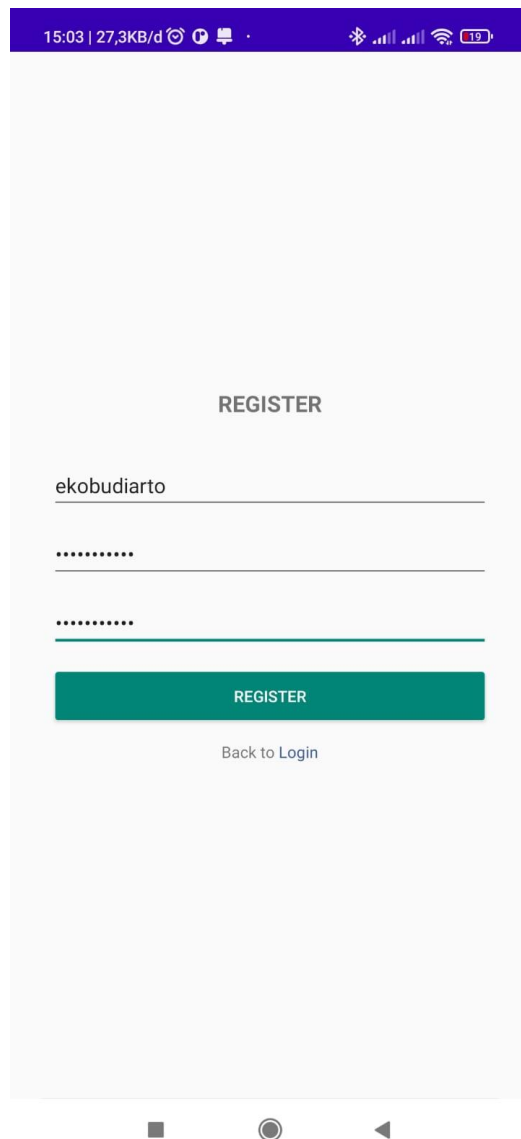 15:03 | 27,3KB/d
19
REGISTER
ekobudiarto
•••••••••••
•••••••••••
REGISTER
Back to Login